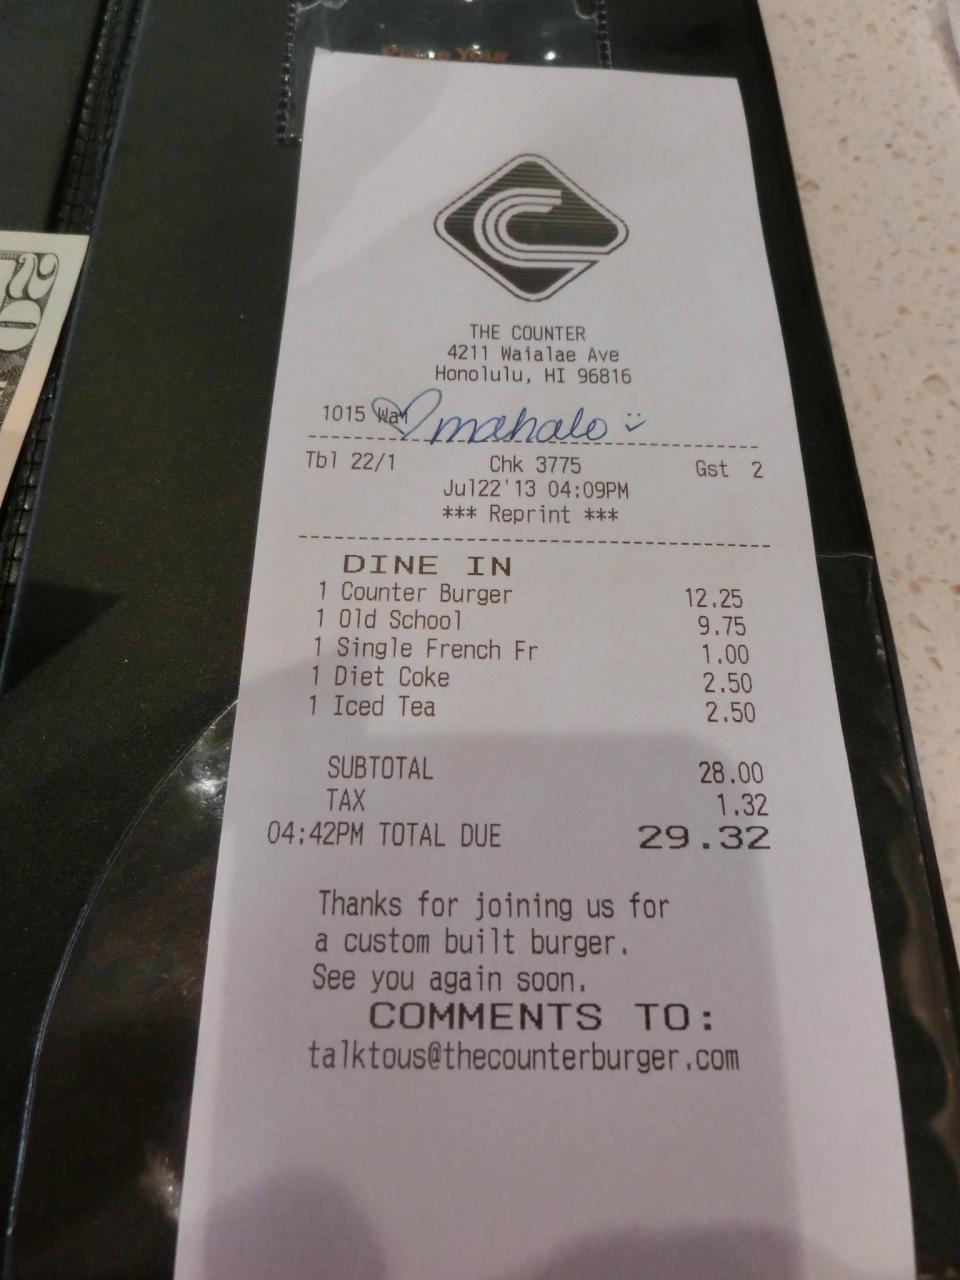 Your
20
THE COUNTER
4211 Waialae Ave
Honolulu, HI 96816
1015 mahalo
Tbl 22/1 Chk 3775 Gst 2
Jul22'13 04:09PM
*** Reprint ***
DINE IN
1 Counter Burger 12.25
1 Old School 9.75
1 Single French Fr 1.00
1 Diet Coke 2.50
1 Iced Tea 2.50
SUBTOTAL 28.00
TAX 1.32
04:42PM TOTAL DUE 29.32
Thanks for joining us for
a custom built burger.
See you again soon.
COMMENTS TO:
talktous@thecounterburger.com